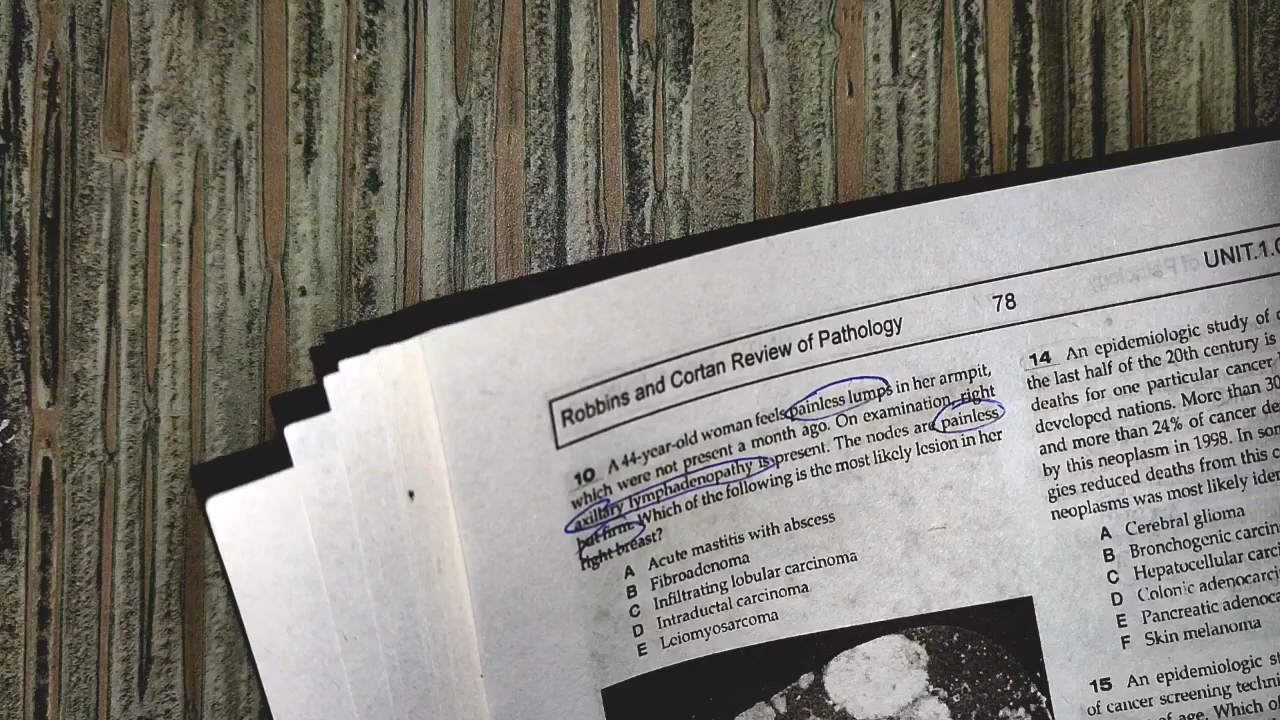 Robbins and Cortan Review of Pathology
78
UNIT.1.
10 A 44-year-old woman feels painless lumps in her armpit,
which were not present a month ago. On examination, right
axillary lymphadenopathy is present. The nodes are painless
but firm. Which of the following is the most likely lesion in her
right breast?
A Acute mastitis with abscess
B Fibroadenoma
C Infiltrating lobular carcinoma
D Intraductal carcinoma
E Leiomyosarcoma
14 An epidemiologic study of
the last half of the 20th century is
deaths for one particular cancer
developed nations. More than 30
and more than 24% of cancer
by this neoplasm in 1998. In
reduced deaths from this
neoplasms was most likely
A Cerebral glioma
B Bronchogenic
C Hepatocellular
D Colonic
E Pancreatic
F Skin melanoma
15 An epidemiologic
of cancer screening
of age. Which